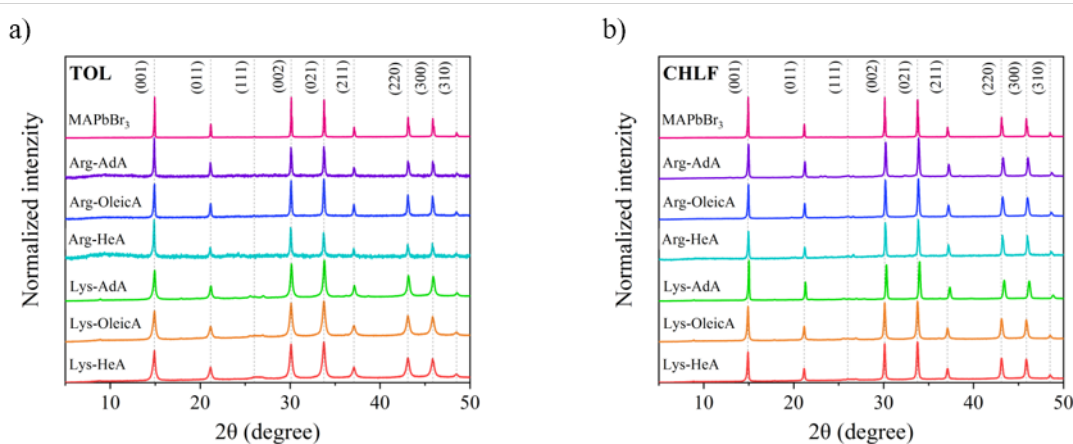 a)
TOL
(001)
(011)
(111)
(002)
(021)
(211)
(220)
(300)
(310)
MAPbBr3
Arg-AdA
Arg-OleicA
Arg-HeA
Lys-AdA
Lys-OleicA
Lys-HeA
Normalized intenzity
10
20
30
40
50
2θ (degree)
b)
CHLF
(001)
(011)
(111)
(002)
(021)
(211)
(220)
(300)
(310)
MAPbBr3
Arg-AdA
Arg-OleicA
Arg-HeA
Lys-AdA
Lys-OleicA
Lys-HeA
Normalized intenzity
10
20
30
40
50
2θ (degree)